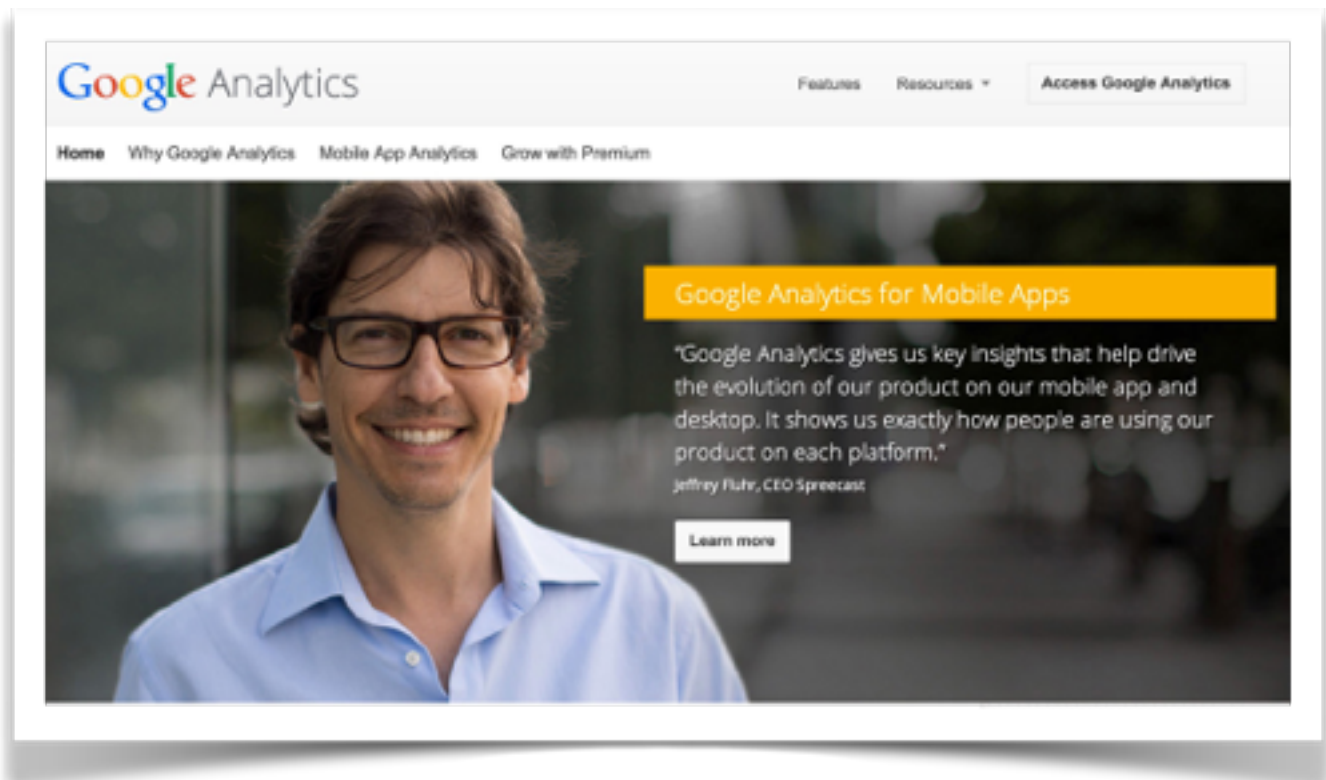 Google Analytics
Features
Resources
Access Google Analytics
Home
Why Google Analytics
Mobile App Analytics
Grow with Premium
Google Analytics for Mobile Apps
"Google Analytics gives us key insights that help drive
the evolution of our product on our mobile app and
desktop. It shows us exactly how people are using our
product on each platform."
Jeffrey Fluhr, CEO Spreecast
Learn more